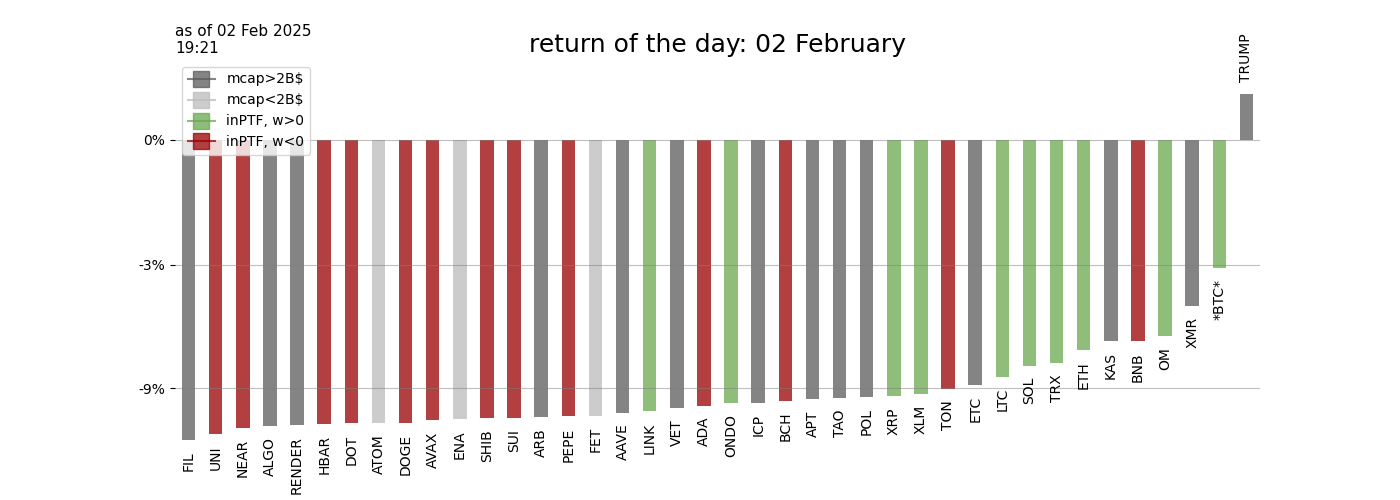 as of 02 Feb 2025
19:21
return of the day: 02 February
mcap>2B$
mcap<2B$
inPTF, w>0
inPTF, w<0
0%
-3%
-9%
FIL
UNI
NEAR
ALGO
RENDER
HBAR
DOT
ATOM
DOGE
AVAX
ENA
SHIB
SUI
ARB
PEPE
FET
AAVE
LINK
VET
ADA
ONDO
ICP
BCH
APT
TAO
POL
XRP
XLM
TON
ETC
LTC
SOL
TRX
ETH
KAS
BNB
OM
XMR
*BTC*
TRUMP